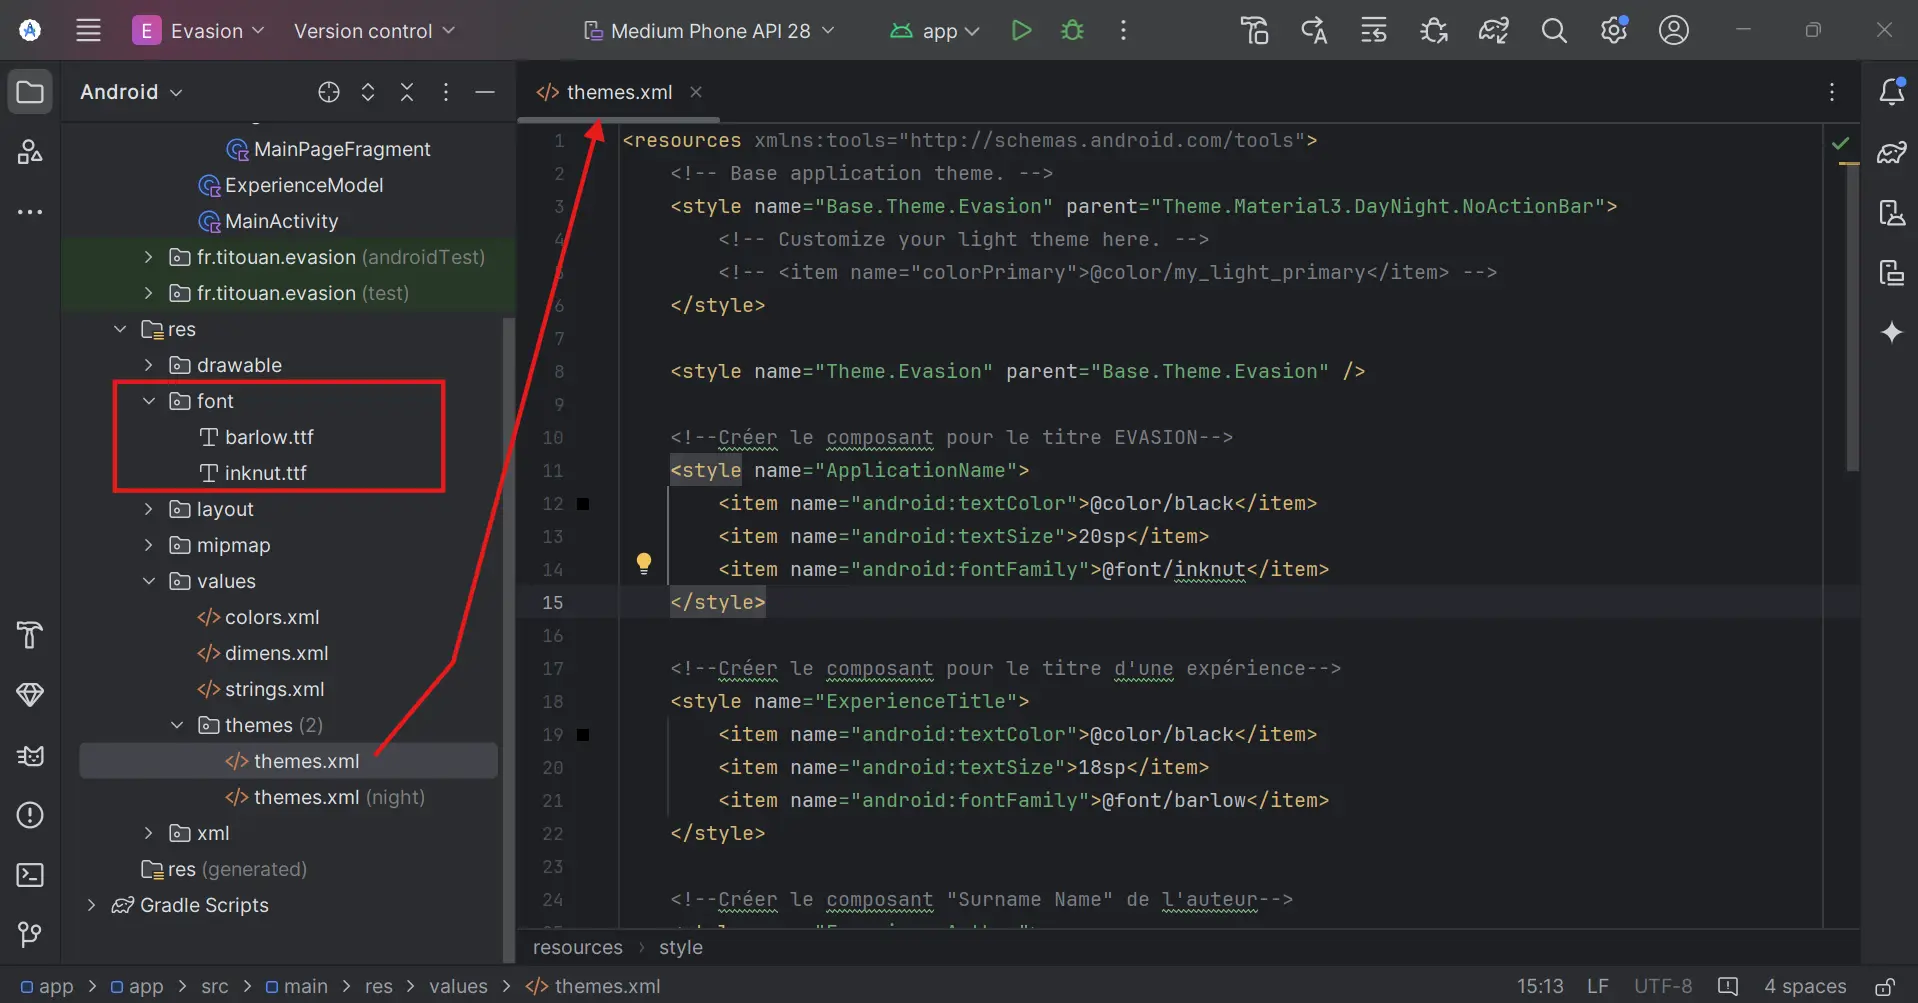 E Evasion Version control Medium Phone API 28 app
Android
themes.xml
MainPageFragment
ExperienceModel
MainActivity
fr.titouan.evasion (androidTest)
fr.titouan.evasion (test)
res
drawable
font
barlow.ttf
inknut.ttf
layout
mipmap
values
colors.xml
dimens.xml
strings.xml
themes (2)
themes.xml
themes.xml (night)
xml
res (generated)
Gradle Scripts
1 <resources xmlns:tools="http://schemas.android.com/tools">
2 <!-- Base application theme. -->
3 <style name="Base.Theme.Evasion" parent="Theme.Material3.DayNight.NoActionBar">
4 <!-- Customize your light theme here. -->
<!-- <item name="colorPrimary">@color/my_light_primary</item> -->
6 </style>
7
8 <style name="Theme.Evasion" parent="Base.Theme.Evasion" />
9
10 <!--Créer le composant pour le titre EVASION-->
11 <style name="ApplicationName">
12 <item name="android:textColor">@color/black</item>
13 <item name="android:textSize">20sp</item>
14 <item name="android:fontFamily">@font/inknut</item>
15 </style>
16
17 <!--Créer le composant pour le titre d'une expérience-->
18 <style name="ExperienceTitle">
19 <item name="android:textColor">@color/black</item>
20 <item name="android:textSize">18sp</item>
21 <item name="android:fontFamily">@font/barlow</item>
22 </style>
23
24 <!--Créer le composant "Surname Name" de l'auteur-->
resources > style
app > app > src > main > res > values > themes.xml
15:13 LF UTF-8 4 spaces